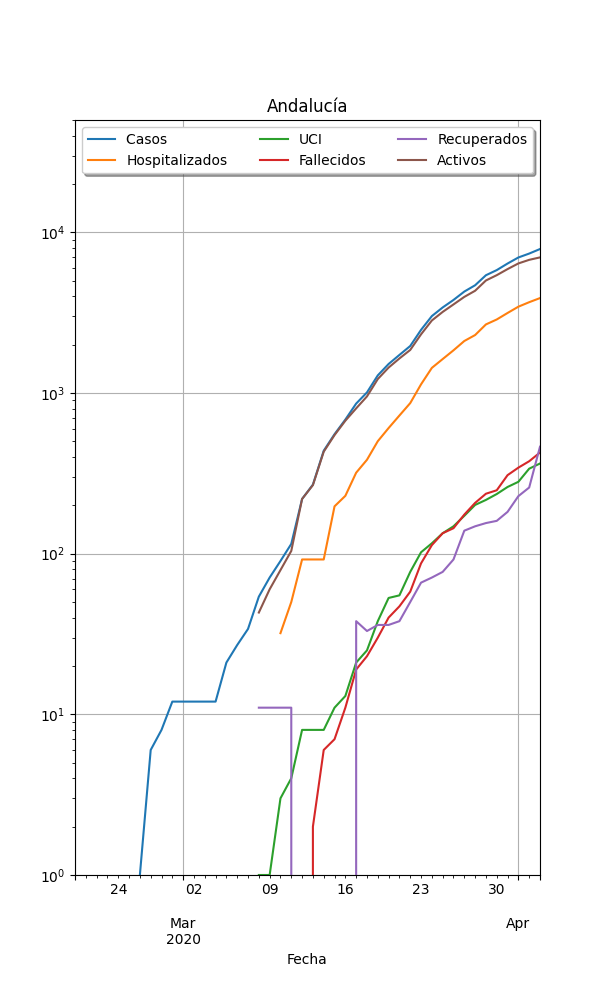 Andalucía
Casos UCI Recuperados
Hospitalizados Fallecidos Activos
10⁴
10³
10²
10¹
10⁰
24 02 09 16 23 30
Mar Apr
2020
Fecha